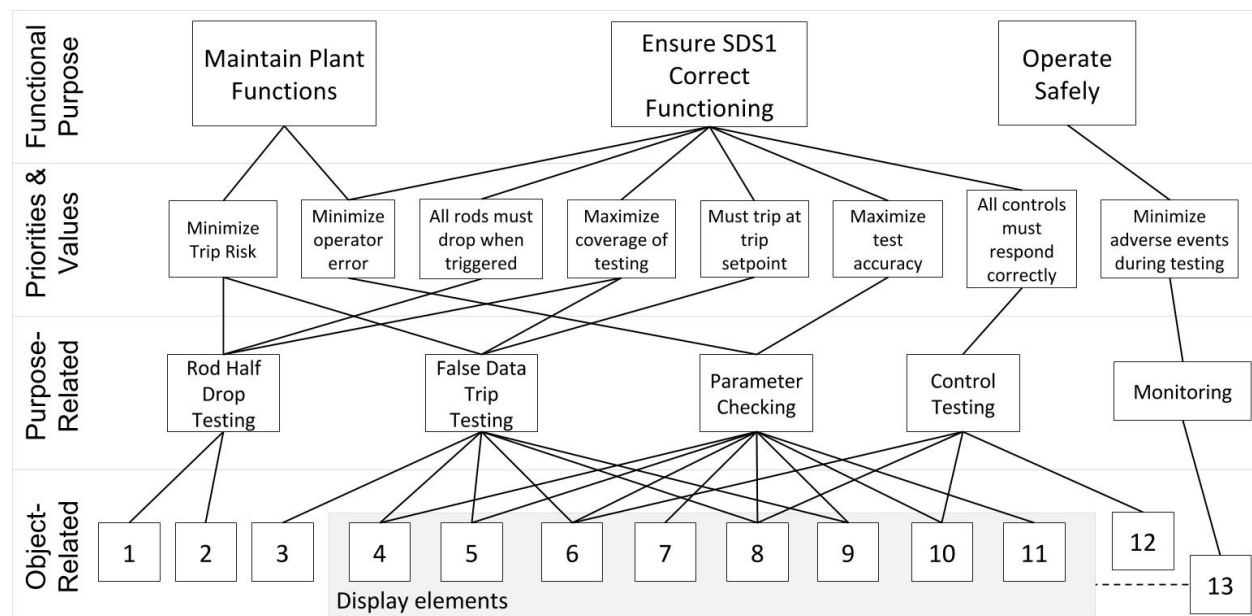 Functional
Purpose
Maintain Plant
Functions
Ensure SDS1
Correct
Functioning
Operate
Safely
Priorities &
Values
Minimize
Trip Risk
Minimize
operator
error
All rods must
drop when
triggered
Maximize
coverage of
testing
Must trip at
trip
setpoint
Maximize
test
accuracy
All controls
must
respond
correctly
Minimize
adverse events
during testing
Purpose-
Related
Rod Half
Drop
Testing
False Data
Trip
Testing
Parameter
Checking
Control
Testing
Monitoring
Object-
Related
1
2
3
4
5
6
7
8
9
10
11
12
13
Display elements